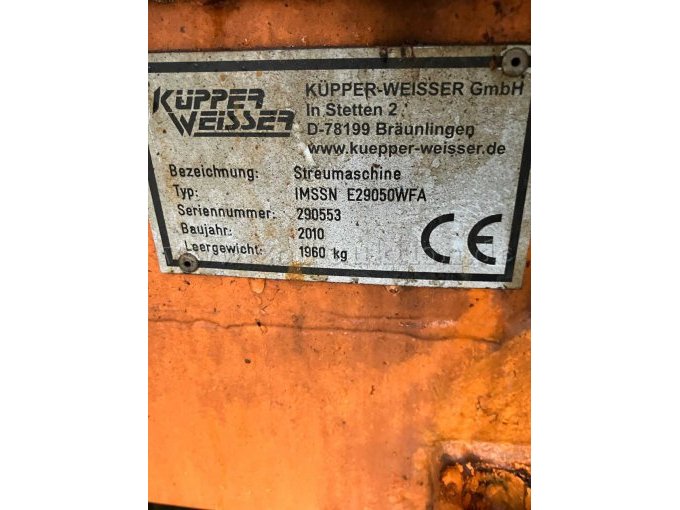 KÜPPER
WEISSER
KÜPPER-WEISSER GmbH
In Stetten 2
D-78199 Bräunlingen
www.kuepper-weisser.de
Bezeichnung: Streumaschine
Typ: IMSSN E29050WFA
Seriennummer: 290553
Baujahr: 2010
Leergewicht: 1960 kg
CE